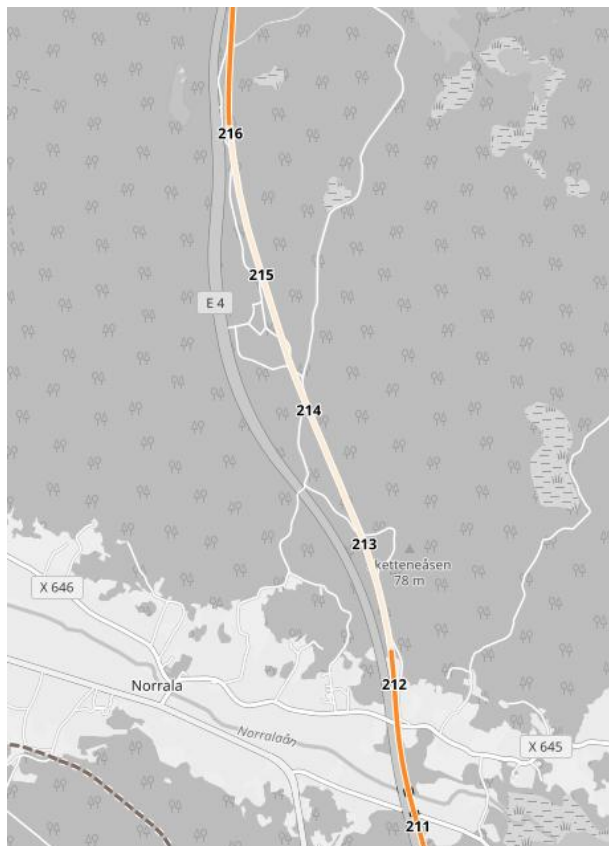 216
215
E 4
214
213
ketteneåsen
78 m
X 646
Norrala
212
Norralaån
X 645
211